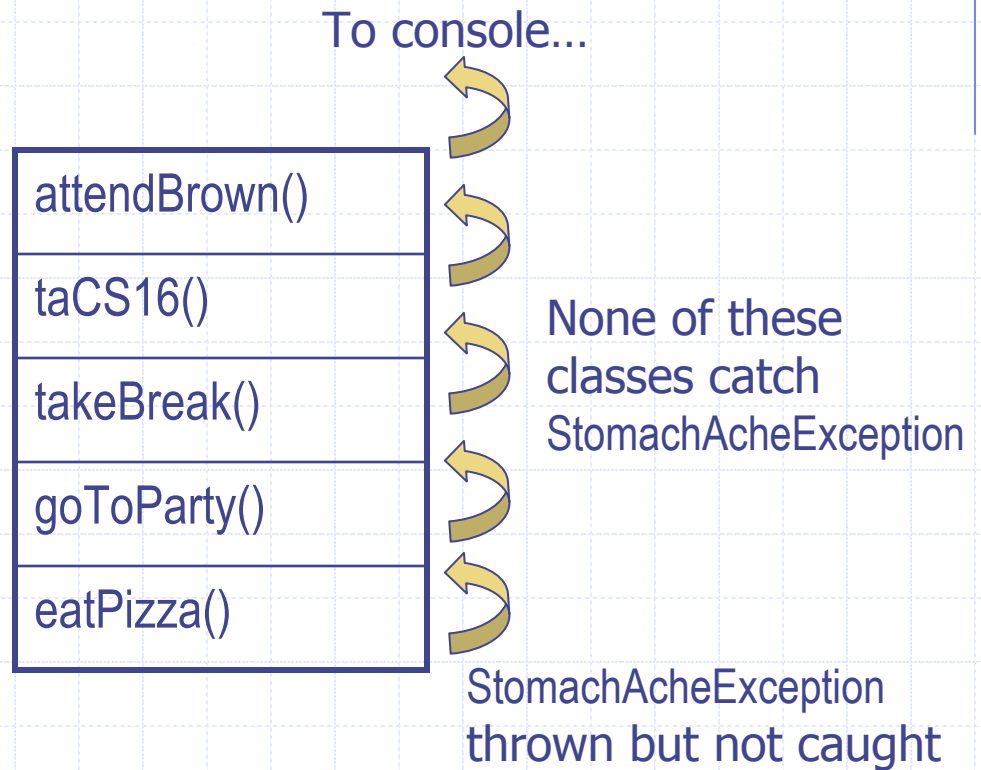 To console…
attendBrown()
taCS16()
takeBreak()
goToParty()
eatPizza()
None of these
classes catch
StomachAcheException
StomachAcheException
thrown but not caught